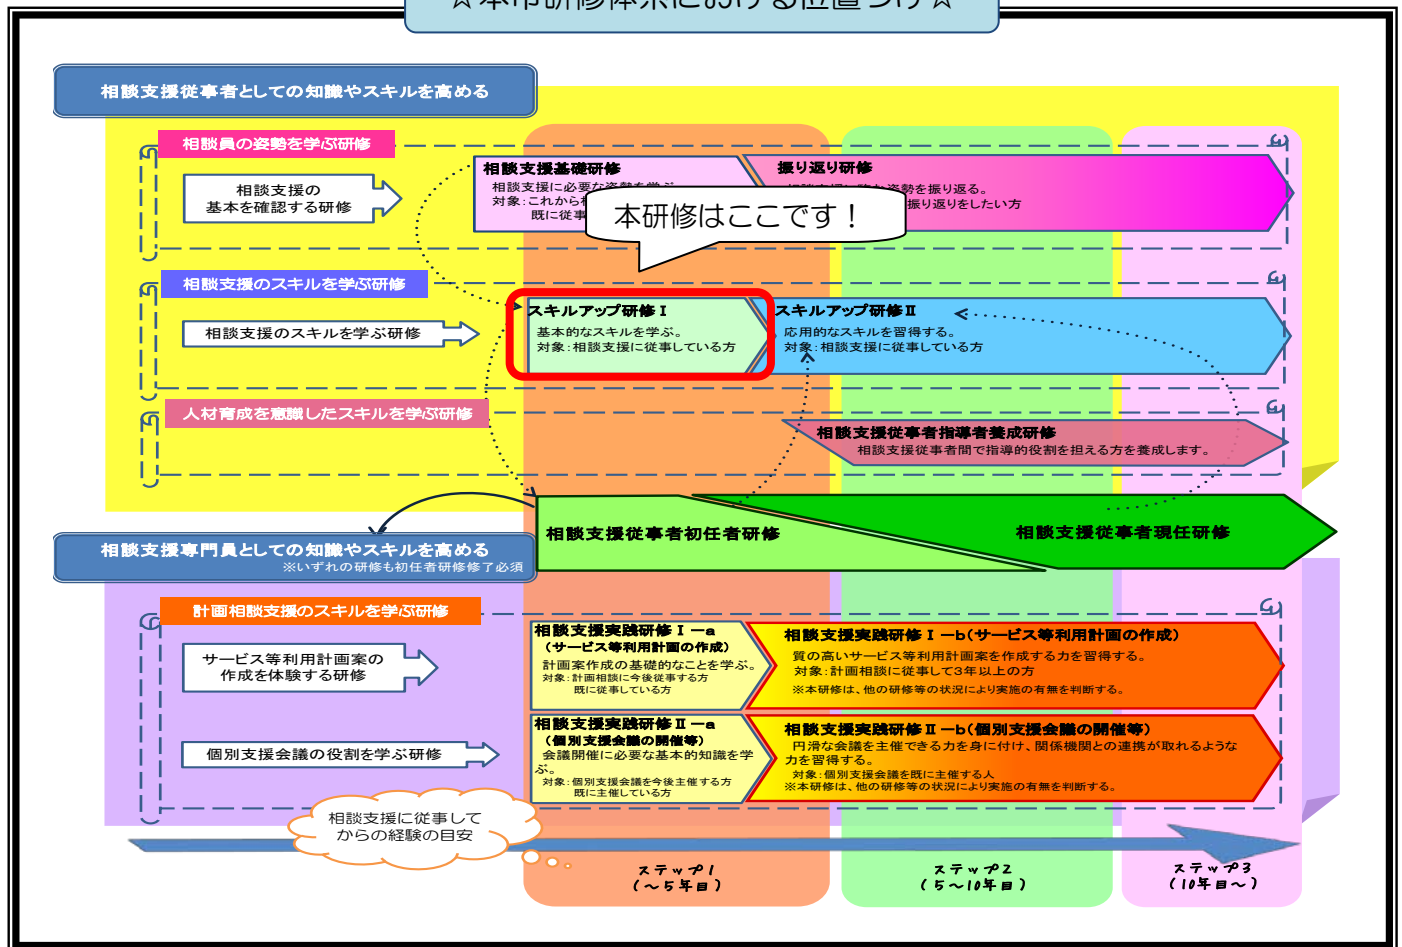 ☆本市研修体系における位置づけ☆
相談支援従事者としての知識やスキルを高める
相談員の姿勢を学ぶ研修
相談支援の
基本を確認する研修
相談支援基礎研修
相談支援に必要な姿勢を学ぶ
対象：これから
既に従事
振り返り研修
姿勢を振り返る。
振り返りをしたい方
本研修はここです！
相談支援のスキルを学ぶ研修
相談支援のスキルを学ぶ研修
スキルアップ研修Ⅰ
基本的なスキルを学ぶ。
対象：相談支援に従事している方
スキルアップ研修Ⅱ
応用的なスキルを習得する。
対象：相談支援に従事している方
人材育成を意識したスキルを学ぶ研修
相談支援従事者指導者養成研修
相談支援従事者間で指導的役割を担える方を養成します。
相談支援従事者初任者研修
相談支援従事者現任研修
相談支援専門員としての知識やスキルを高める
※いずれの研修も初任者研修修了必須
計画相談支援のスキルを学ぶ研修
サービス等利用計画案の
作成を体験する研修
相談支援実践研修Ⅰ－a
（サービス等利用計画の作成）
計画案作成の基礎的なことを学ぶ。
対象：計画相談に今後従事する方
既に従事している方
相談支援実践研修Ⅰ－b（サービス等利用計画の作成）
質の高いサービス等利用計画案を作成する力を習得する。
対象：計画相談に従事して3年以上の方
※本研修は、他の研修等の状況により実施の有無を判断する。
個別支援会議の役割を学ぶ研修
相談支援実践研修Ⅱ－a
（個別支援会議の開催等）
会議開催に必要な基本的知識を学
ぶ。
対象：個別支援会議を今後主催する方
既に主催している方
相談支援実践研修Ⅱ－b（個別支援会議の開催等）
円滑な会議を主催できる力を身に付け、関係機関との連携が取れるような
力を習得する。
対象：個別支援会議を既に主催する人
※本研修は、他の研修等の状況により実施の有無を判断する。
相談支援に従事して
からの経験の目安
ステップ1
（～5年目）
ステップ2
（5～10年目）
ステップ3
（10年目～）